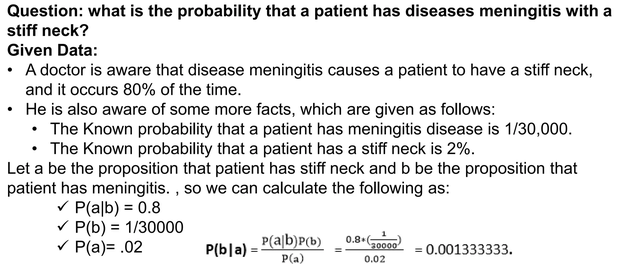 Question: what is the probability that a patient has diseases meningitis with a
stiff neck?
Given Data:
• A doctor is aware that disease meningitis causes a patient to have a stiff neck,
and it occurs 80% of the time.
• He is also aware of some more facts, which are given as follows:
• The Known probability that a patient has meningitis disease is 1/30,000.
• The Known probability that a patient has a stiff neck is 2%.
Let a be the proposition that patient has stiff neck and b be the proposition that
patient has meningitis. , so we can calculate the following as:
✓ P(a|b) = 0.8
✓ P(b) = 1/30000
✓ P(a)= .02
P(b|a) = P(a|b)P(b) / P(a) = 0.8*(1/30000) / 0.02 = 0.001333333.